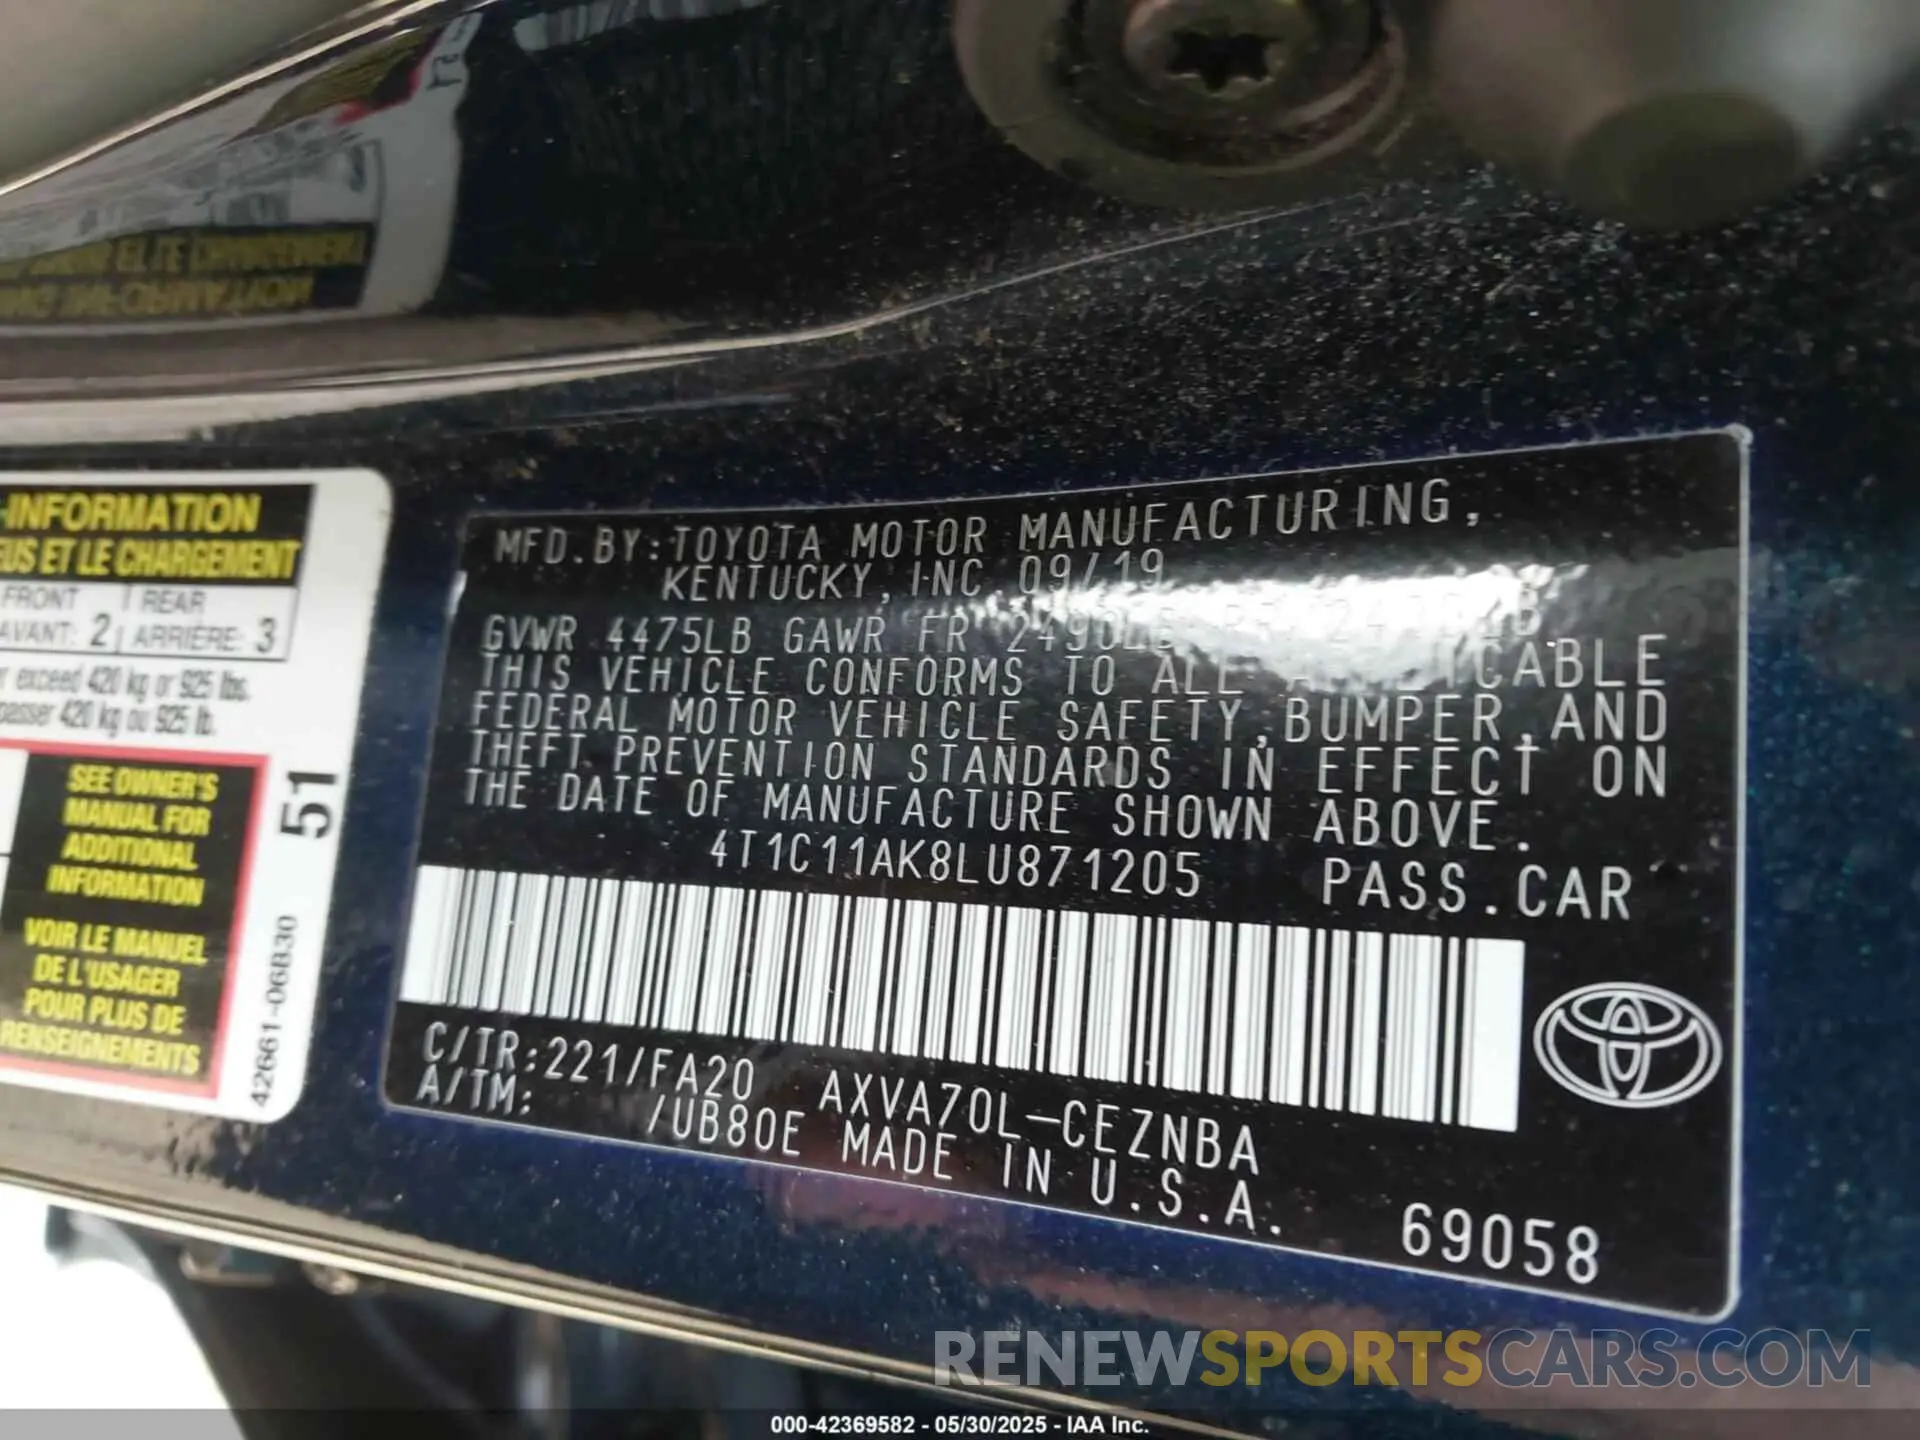 -INFORMATION
EUS ET LE CHARGEMENT
FRONT REAR
AVANT: 2 ARRIÈRE: 3
r exceed 420 kg or 925 lbs.
passer 420 kg ou 925 lb.
SEE OWNER'S
MANUAL FOR
ADDITIONAL
INFORMATION
VOIR LE MANUEL
DE L'USAGER
POUR PLUS DE
RENSEIGNEMENTS
51
42661-06B30
MFD.BY:TOYOTA MOTOR MANUFACTURING,
KENTUCKY,INC 09/19
GVWR 4475LB GAWR FR 2490LB
THIS VEHICLE CONFORMS TO ALL APPLICABLE
FEDERAL MOTOR VEHICLE SAFETY,BUMPER,AND
THEFT PREVENTION STANDARDS IN EFFECT ON
THE DATE OF MANUFACTURE SHOWN ABOVE.
4T1C11AK8LU871205 PASS.CAR
C/TR:221/FA20 AXVA70L-CEZNBA
A/TM: /UB80E MADE IN U.S.A.
69058
RENEWSPORTSCARS.COM
000-42369582 - 05/30/2025 - IAA Inc.